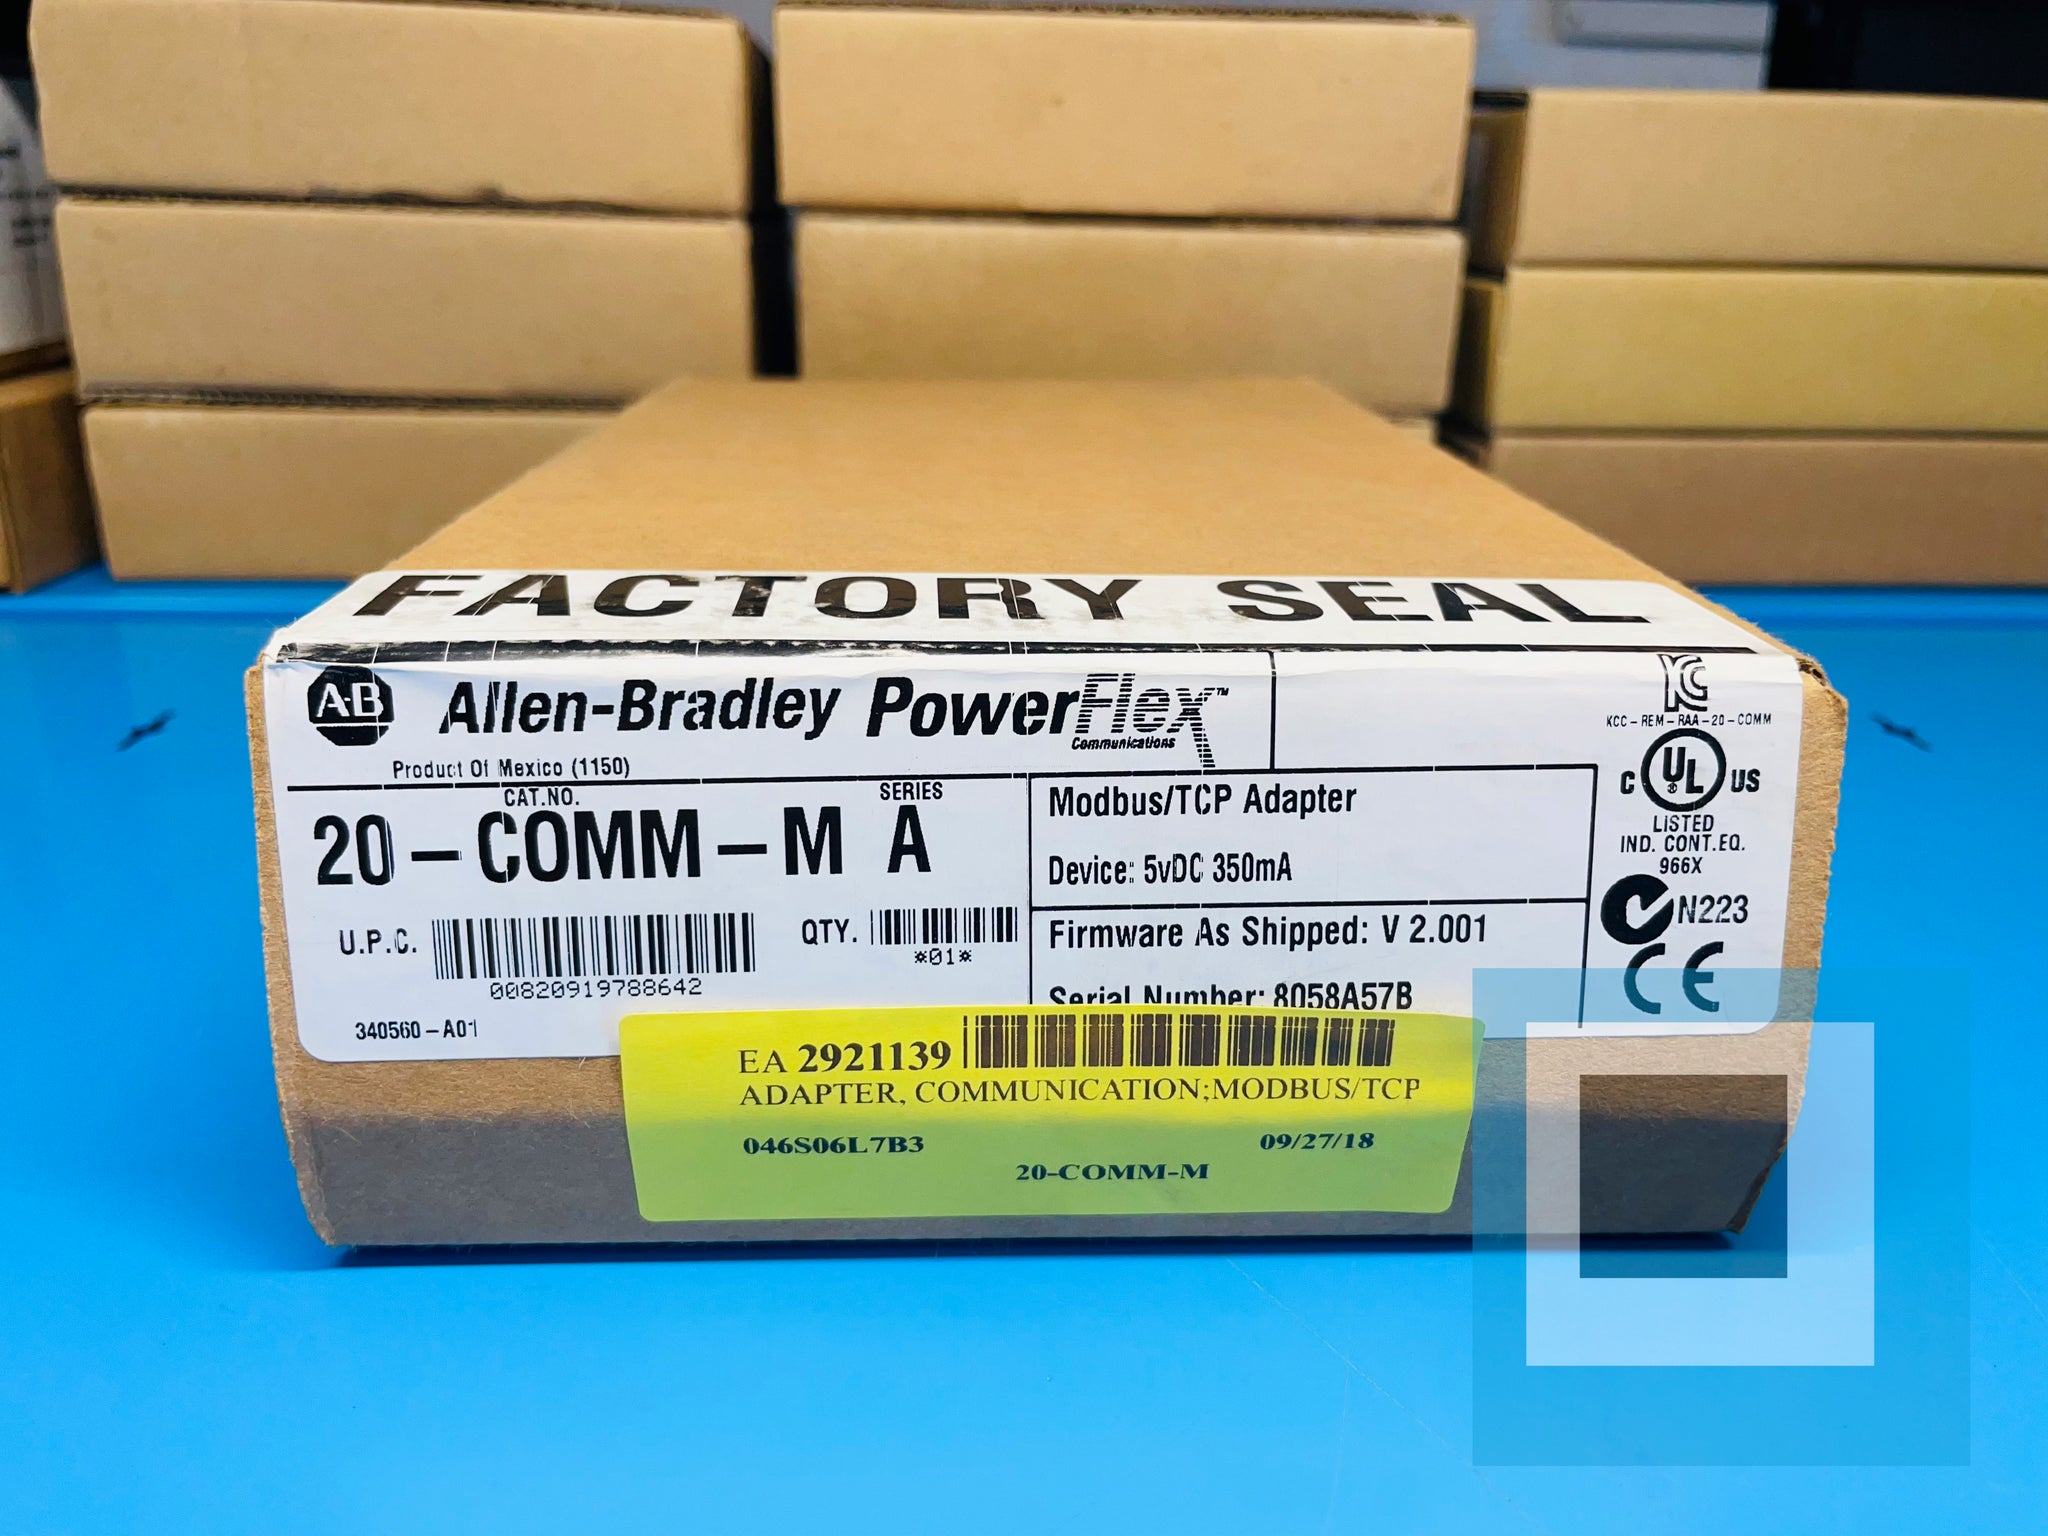 FACTORY SEAL
AB Allen-Bradley PowerFlex™
Communications
Product Of Mexico (1150)
CAT.NO.
SERIES
20-COMM-M A
U.P.C.
00820919788642
QTY.
*01*
340560-A01
Modbus/TCP Adapter
Device: 5vDC 350mA
Firmware As Shipped: V 2.001
Serial Number: 8058A57B
KC
KCC-REM-RAA-20-COMM
C UL US
®
LISTED
IND. CONT.EQ.
966X
N223
CE
EA 2921139
ADAPTER, COMMUNICATION;MODBUS/TCP
046S06L7B3
09/27/18
20-COMM-M